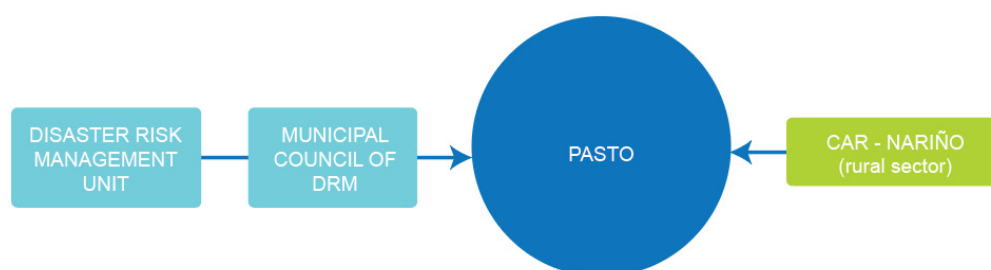 DISASTER RISK
MANAGEMENT
UNIT
MUNICIPAL
COUNCIL OF
DRM
PASTO
CAR - NARIÑO
(rural sector)